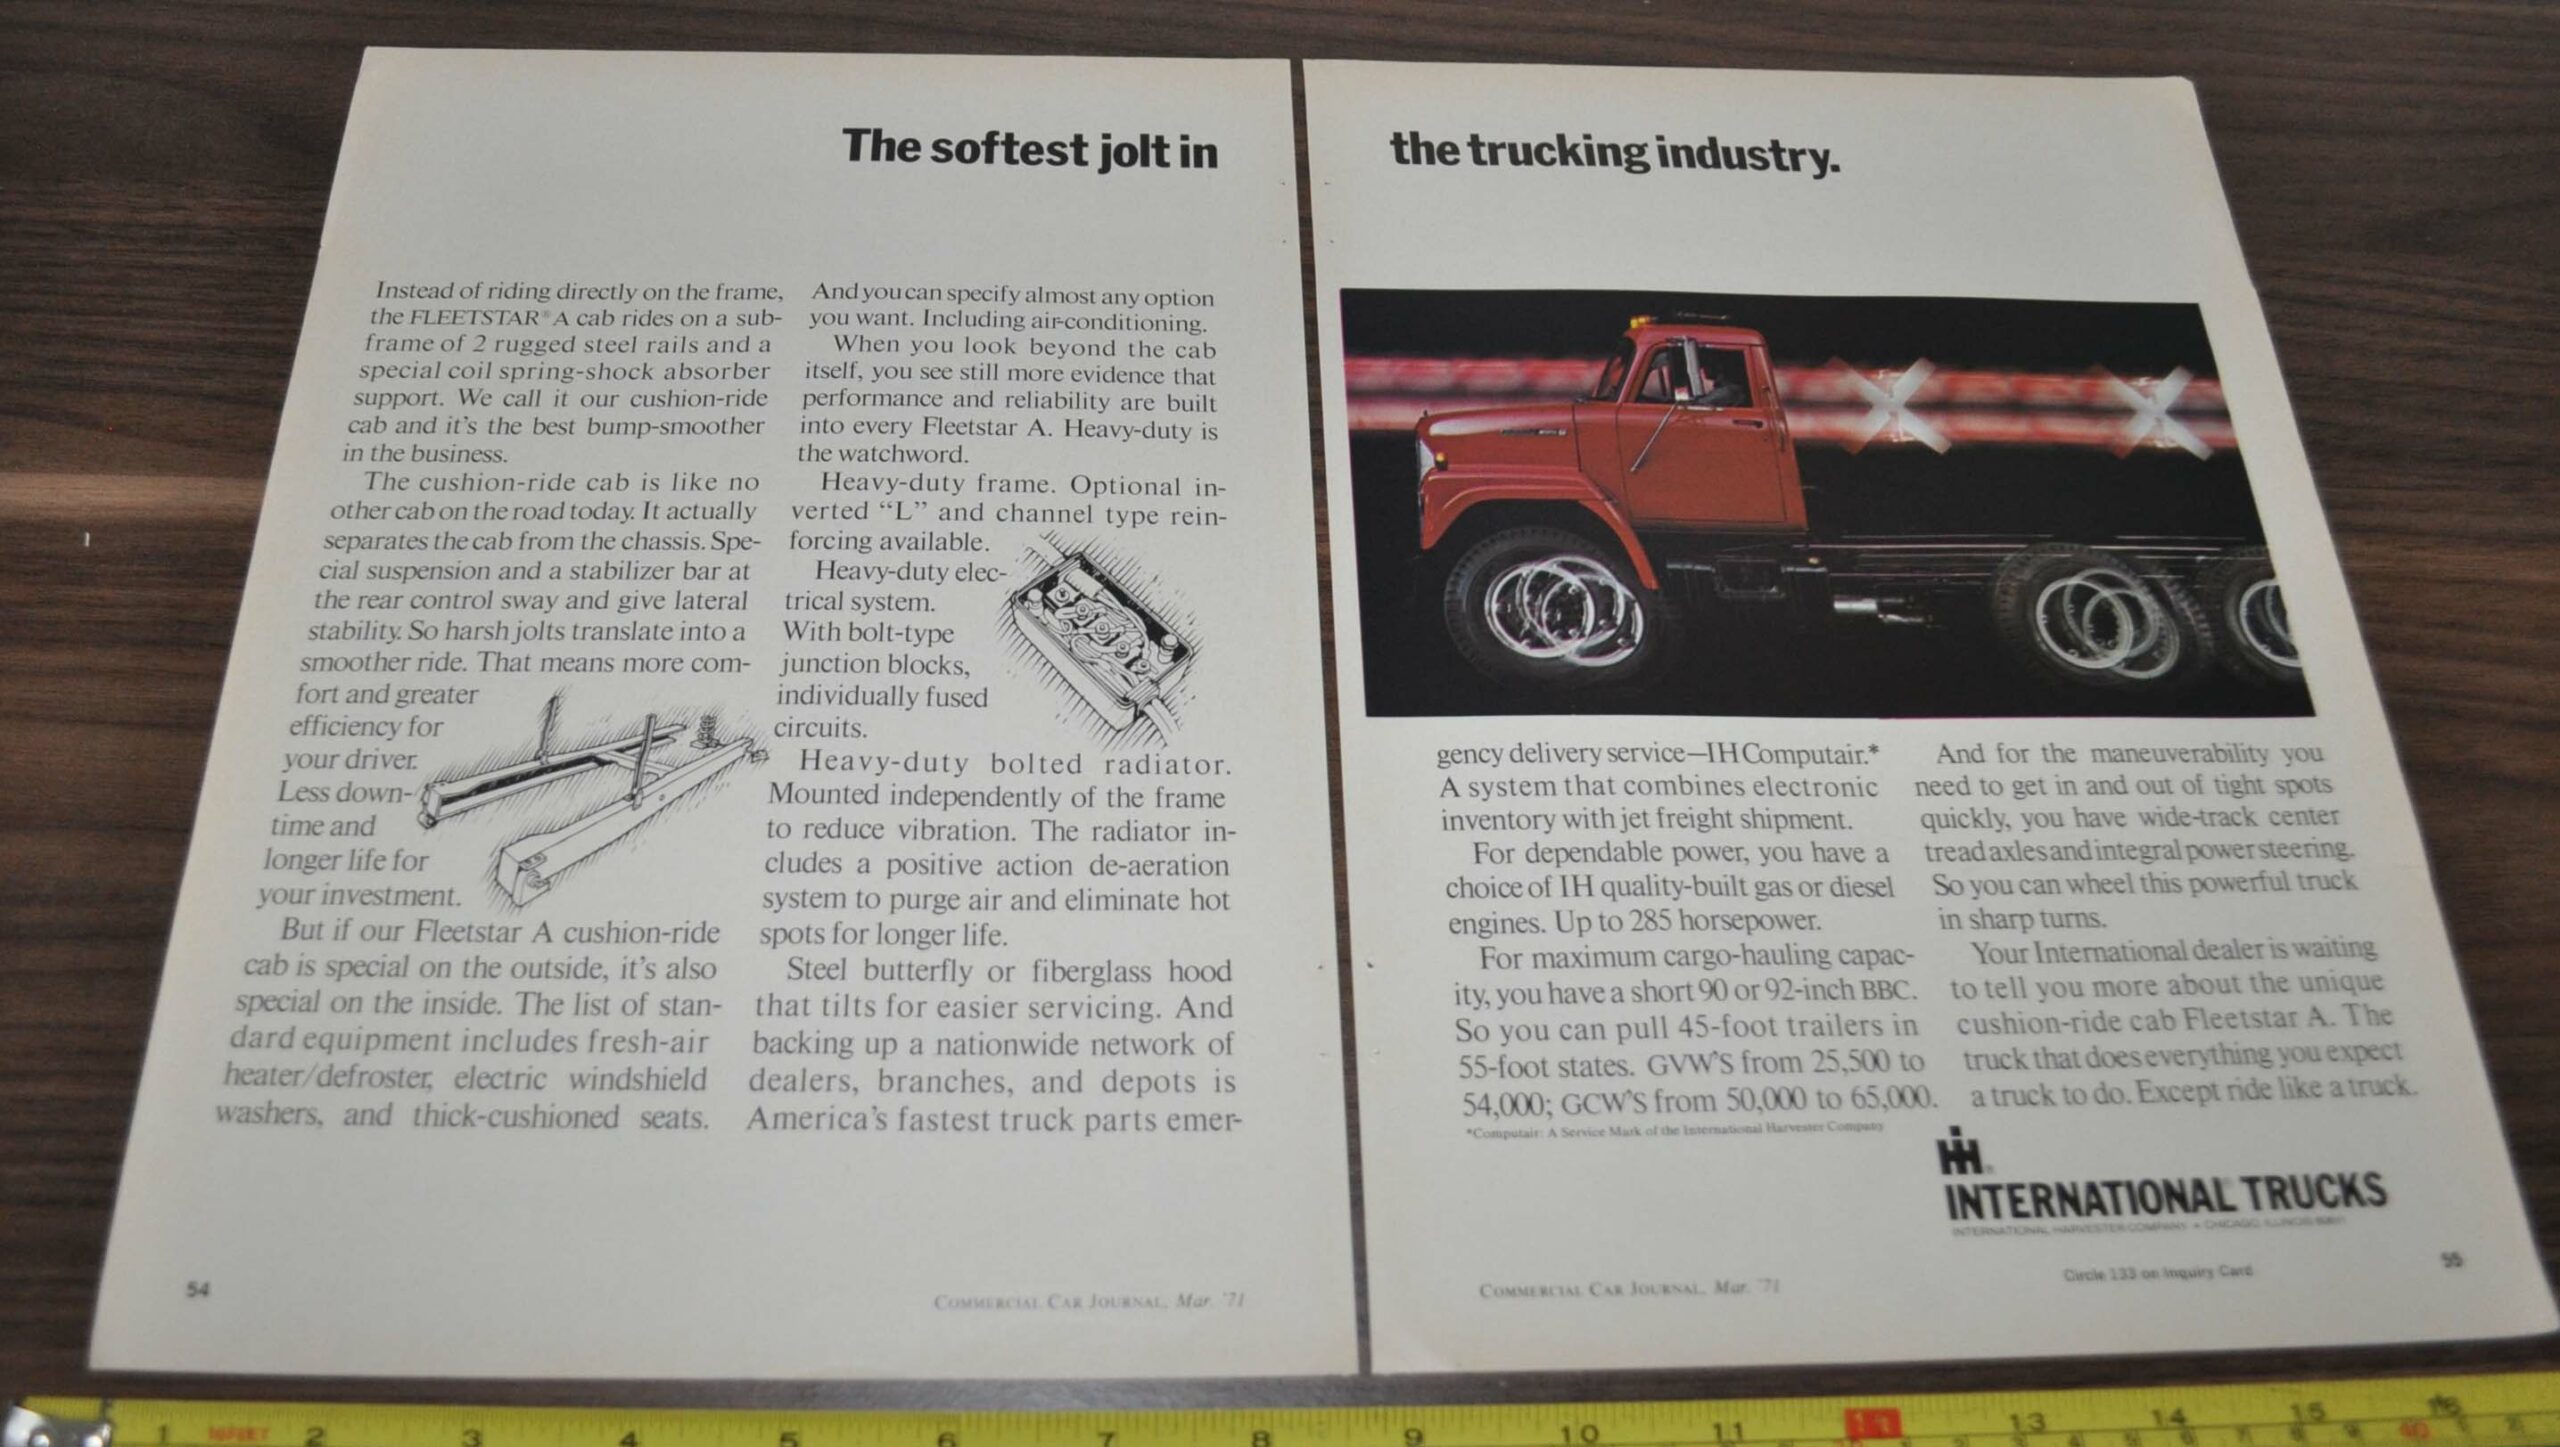 The softest jolt in
the trucking industry.
Instead of riding directly on the frame,
the FLEETSTAR® A cab rides on a sub-
frame of 2 rugged steel rails and a
special coil spring-shock absorber
support. We call it our cushion-ride
cab and it's the best bump-smoother
in the business.
The cushion-ride cab is like no
other cab on the road today. It actually
separates the cab from the chassis. Spe-
cial suspension and a stabilizer bar at
the rear control sway and give lateral
stability. So harsh jolts translate into a
smoother ride. That means more com-
fort and greater
efficiency for
your driver.
Less down-
time and
longer life for
your investment.
But if our Fleetstar A cushion-ride
cab is special on the outside, it's also
special on the inside. The list of stan-
dard equipment includes fresh-air
heater/defroster, electric windshield
washers, and thick-cushioned seats.
And you can specify almost any option
you want. Including air-conditioning.
When you look beyond the cab
itself, you see still more evidence that
performance and reliability are built
into every Fleetstar A. Heavy-duty is
the watchword.
Heavy-duty frame. Optional in-
verted “L” and channel type rein-
forcing available.
Heavy-duty elec-
trical system.
With bolt-type
junction blocks,
individually fused
circuits.
Heavy-duty bolted radiator.
Mounted independently of the frame
to reduce vibration. The radiator in-
cludes a positive action de-aeration
system to purge air and eliminate hot
spots for longer life.
Steel butterfly or fiberglass hood
that tilts for easier servicing. And
backing up a nationwide network of
dealers, branches, and depots is
America's fastest truck parts emer-
gency delivery service—IH Computair.*
A system that combines electronic
inventory with jet freight shipment.
For dependable power, you have a
choice of IH quality-built gas or diesel
engines. Up to 285 horsepower.
For maximum cargo-hauling capac-
ity, you have a short 90 or 92-inch BBC.
So you can pull 45-foot trailers in
55-foot states. GVW'S from 25,500 to
54,000; GCW'S from 50,000 to 65,000.
*Computair: A Service Mark of the International Harvester Company
And for the maneuverability you
need to get in and out of tight spots
quickly, you have wide-track center
tread axles and integral power steering.
So you can wheel this powerful truck
in sharp turns.
Your International dealer is waiting
to tell you more about the unique
cushion-ride cab Fleetstar A. The
truck that does everything you expect
a truck to do. Except ride like a truck.
IH®
INTERNATIONAL TRUCKS
INTERNATIONAL HARVESTER COMPANY • CHICAGO, ILLINOIS
54
COMMERCIAL CAR JOURNAL, Mar. '71
COMMERCIAL CAR JOURNAL, Mar. '71
Circle 133 on Inquiry Card
55
1 2 3 4 5 6 7 8 9 10 11 13 14 15 16